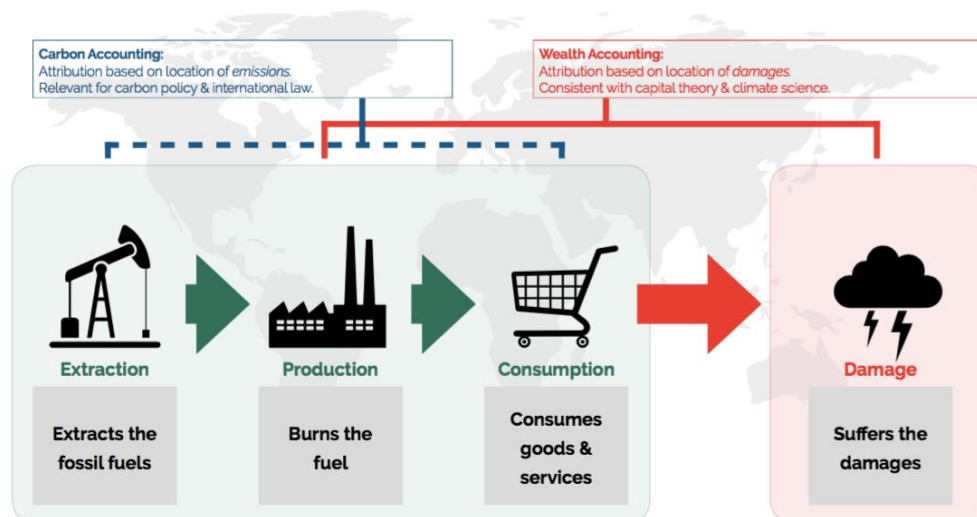 Carbon Accounting:
Attribution based on location of emissions.
Relevant for carbon policy & international law.
Wealth Accounting:
Attribution based on location of damages.
Consistent with capital theory & climate science.
Extraction
Production
Consumption
Damage
Extracts the
fossil fuels
Burns the
fuel
Consumes
goods &
services
Suffers the
damages